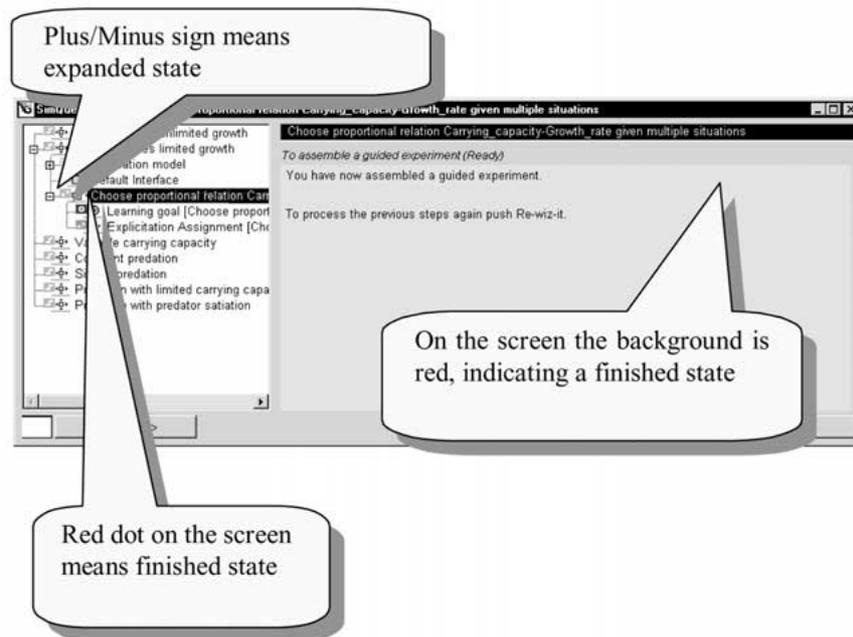 Plus/Minus sign means
expanded state
proportional relation Carrying_capacity-Growth_rate given multiple situations
limited growth
limited growth
model
Interface
Choose proportional relation Carr
Learning goal [Choose proport
Explicitation Assignment [Cho
carrying capacity
predation
predation
with limited carrying capa
with predator satiation
Choose proportional relation Carrying_capacity-Growth_rate given multiple situations
To assemble a guided experiment (Ready)
You have now assembled a guided experiment.
To process the previous steps again push Re-wiz-it.
On the screen the background is
red, indicating a finished state
Red dot on the screen
means finished state